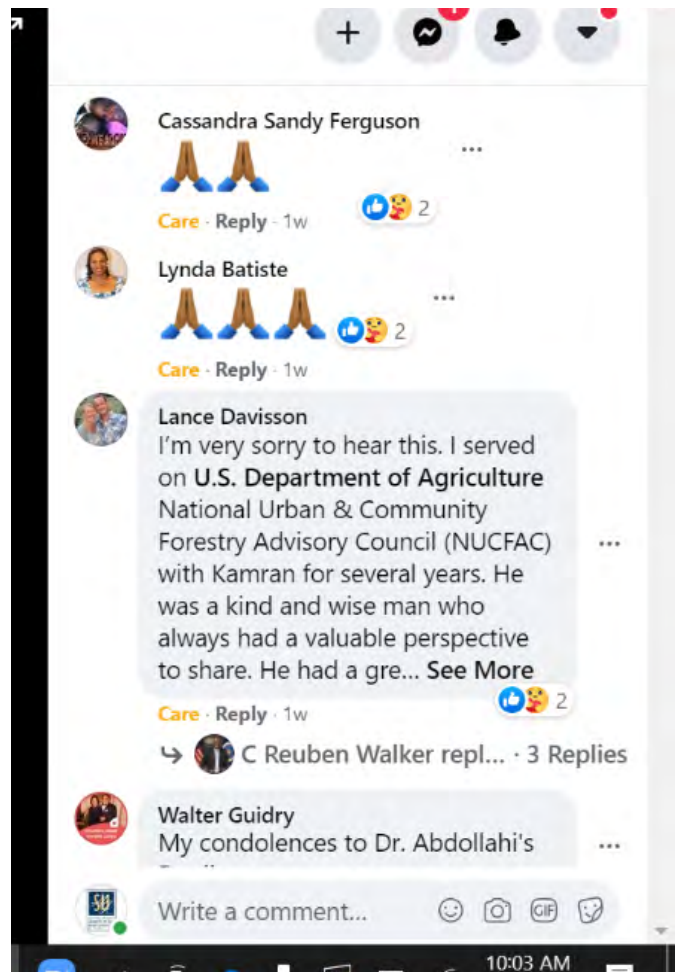 Cassandra Sandy Ferguson
Care · Reply · 1w
2
Lynda Batiste
2
Care · Reply · 1w
Lance Davisson
I'm very sorry to hear this. I served
on U.S. Department of Agriculture
National Urban & Community
Forestry Advisory Council (NUCFAC)
with Kamran for several years. He
was a kind and wise man who
always had a valuable perspective
to share. He had a gre... See More
2
Care · Reply · 1w
C Reuben Walker repl... · 3 Replies
Walter Guidry
My condolences to Dr. Abdollahi's
Write a comment...
GIF
10:03 AM